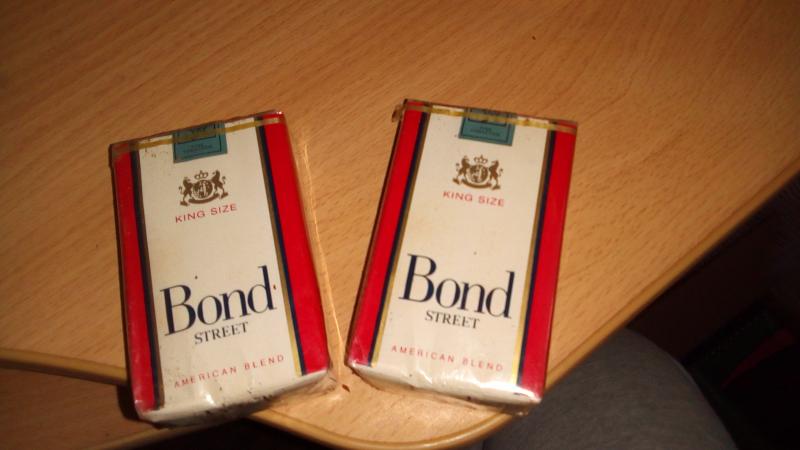 KING SIZE
Bond
STREET
AMERICAN BLEND
KING SIZE
Bond
STREET
AMERICAN BLEND